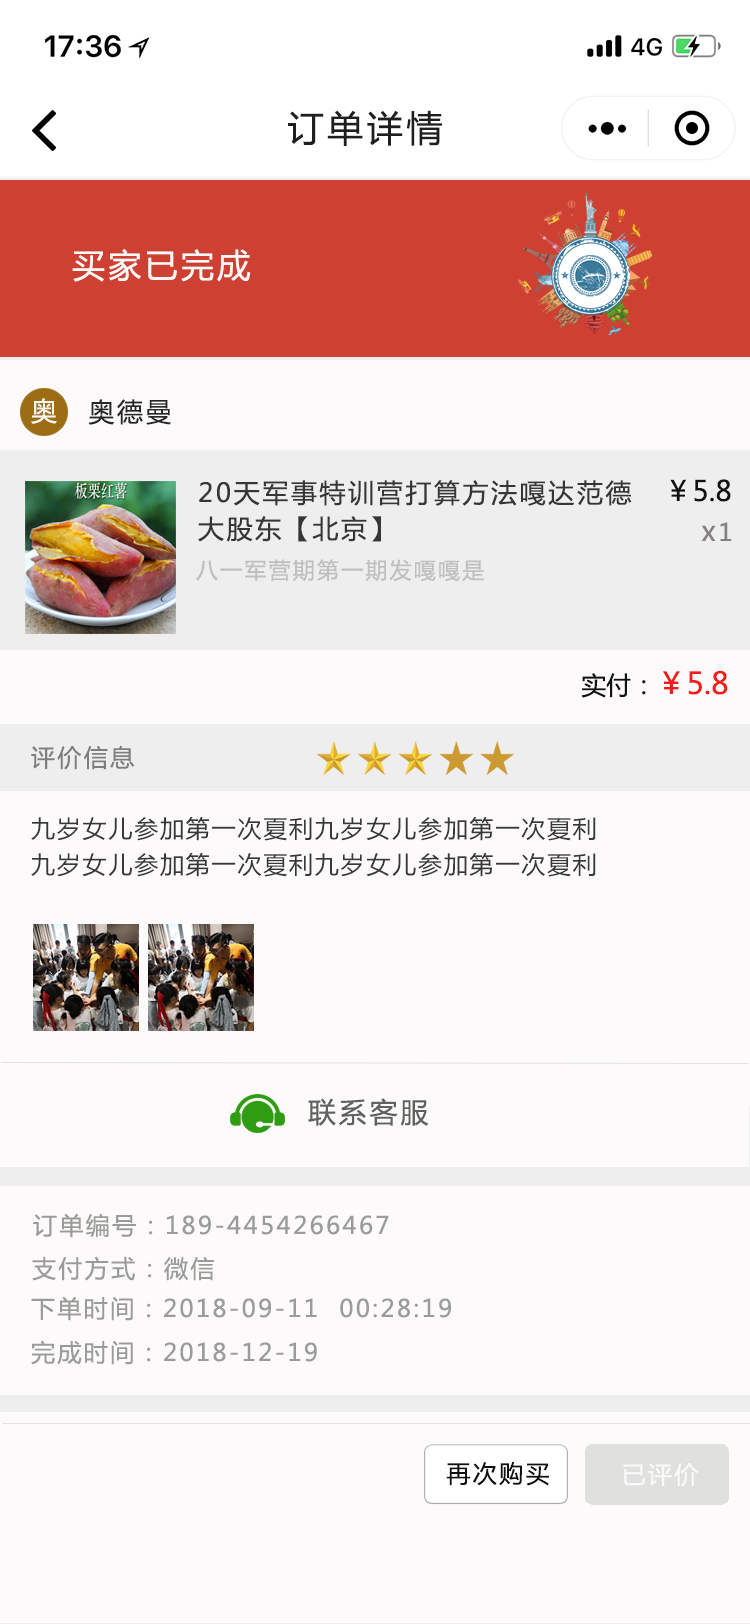 17:36
4G
订单详情
买家已完成
奥 奥德曼
板栗红薯
20天军事特训营打算方法嘎达范德
大股东【北京】
¥5.8
x1
八一军营期第一期发嘎嘎是
实付：¥5.8
评价信息
九岁女儿参加第一次夏利九岁女儿参加第一次夏利
九岁女儿参加第一次夏利九岁女儿参加第一次夏利
联系客服
订单编号：189-4454266467
支付方式：微信
下单时间：2018-09-11 00:28:19
完成时间：2018-12-19
再次购买
已评价